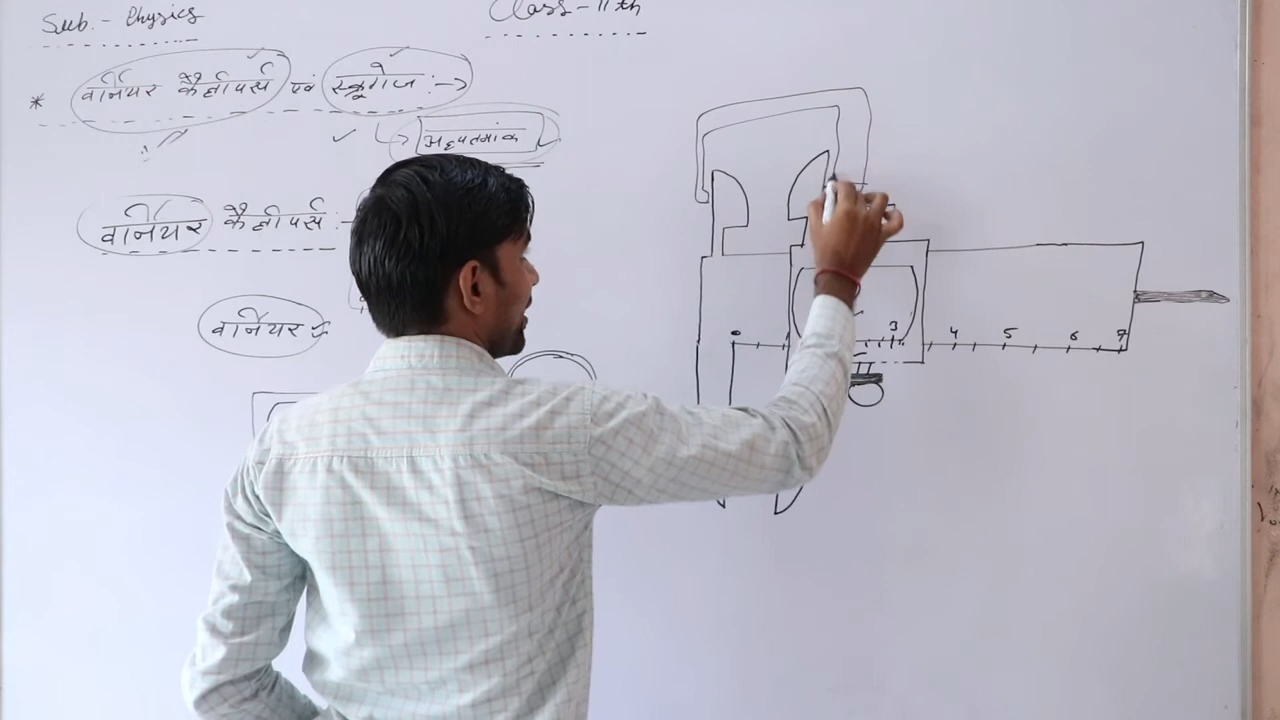 Sub. - Physics
Class - 11th
* वर्नियर कैलीपर्स एवं स्क्रूगेज :->
अल्पतमांक
वर्नियर कैलीपर्स :-
वर्नियर
0 3 4 5 6 7